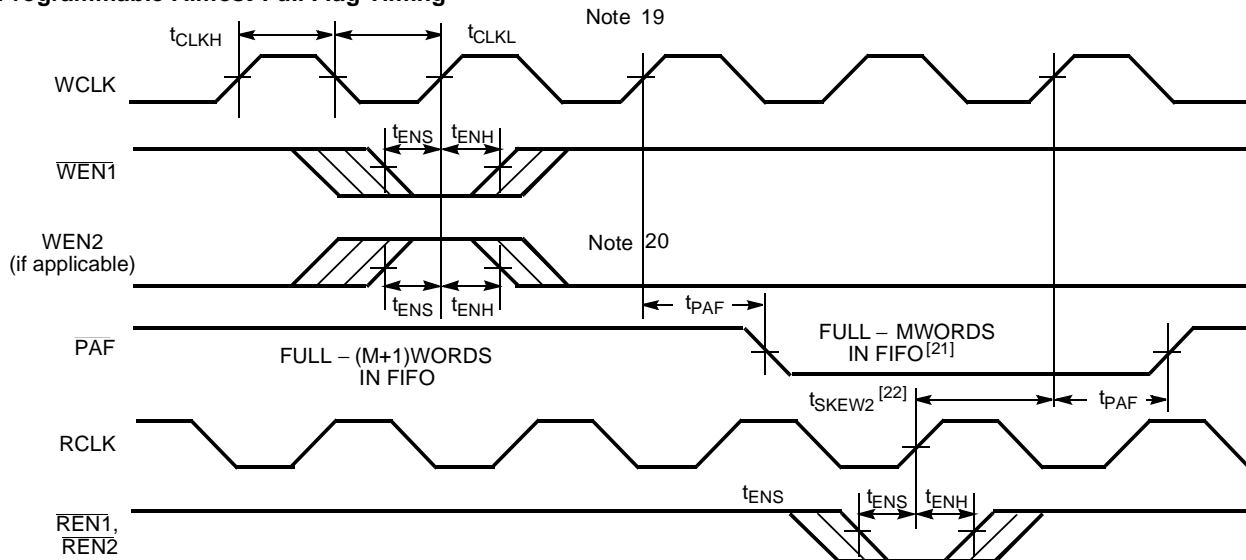 Programmable Almost Full Flag Timing
Note 19
tCLKH
tCLKL
WCLK
tENS
tENH
WEN1
WEN2
(if applicable)
Note 20
tENS
tENH
tPAF
PAF
FULL – (M+1)WORDS
IN FIFO
FULL – MWORDS
IN FIFO[21]
tSKEW2 [22]
tPAF
RCLK
tENS
tENS
tENH
REN1,
REN2